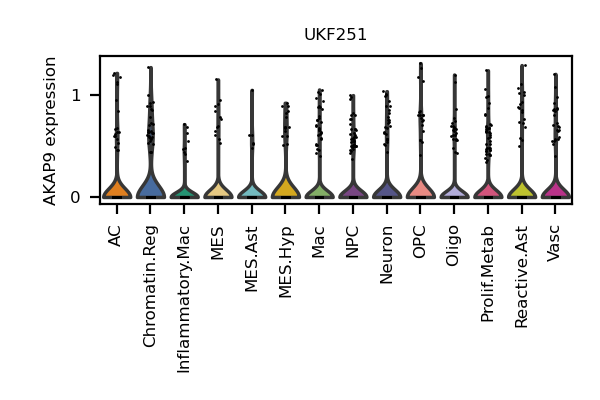 UKF251
AKAP9 expression
1
0
AC
Chromatin.Reg
Inflammatory.Mac
MES
MES.Ast
MES.Hyp
Mac
NPC
Neuron
OPC
Oligo
Prolif.Metab
Reactive.Ast
Vasc